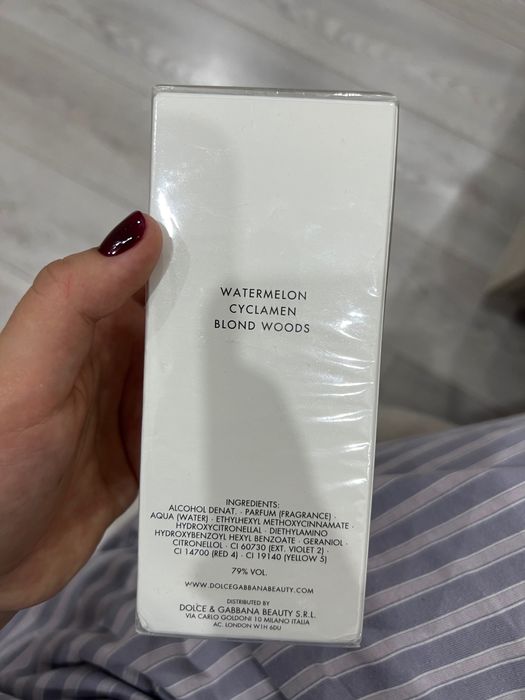 WATERMELON
CYCLAMEN
BLOND WOODS
INGREDIENTS:
ALCOHOL DENAT. · PARFUM (FRAGRANCE) ·
AQUA (WATER) · ETHYLHEXYL METHOXYCINNAMATE ·
HYDROXYCITRONELLAL · DIETHYLAMINO
HYDROXYBENZOYL HEXYL BENZOATE · GERANIOL ·
CITRONELLOL · CI 60730 (EXT. VIOLET 2) ·
CI 14700 (RED 4) · CI 19140 (YELLOW 5)
79% VOL.
WWW.DOLCEGABBANABEAUTY.COM
DISTRIBUTED BY
DOLCE & GABBANA BEAUTY S.R.L.
VIA CARLO GOLDONI 10 MILANO ITALIA
AC. LONDON W1H 6DU